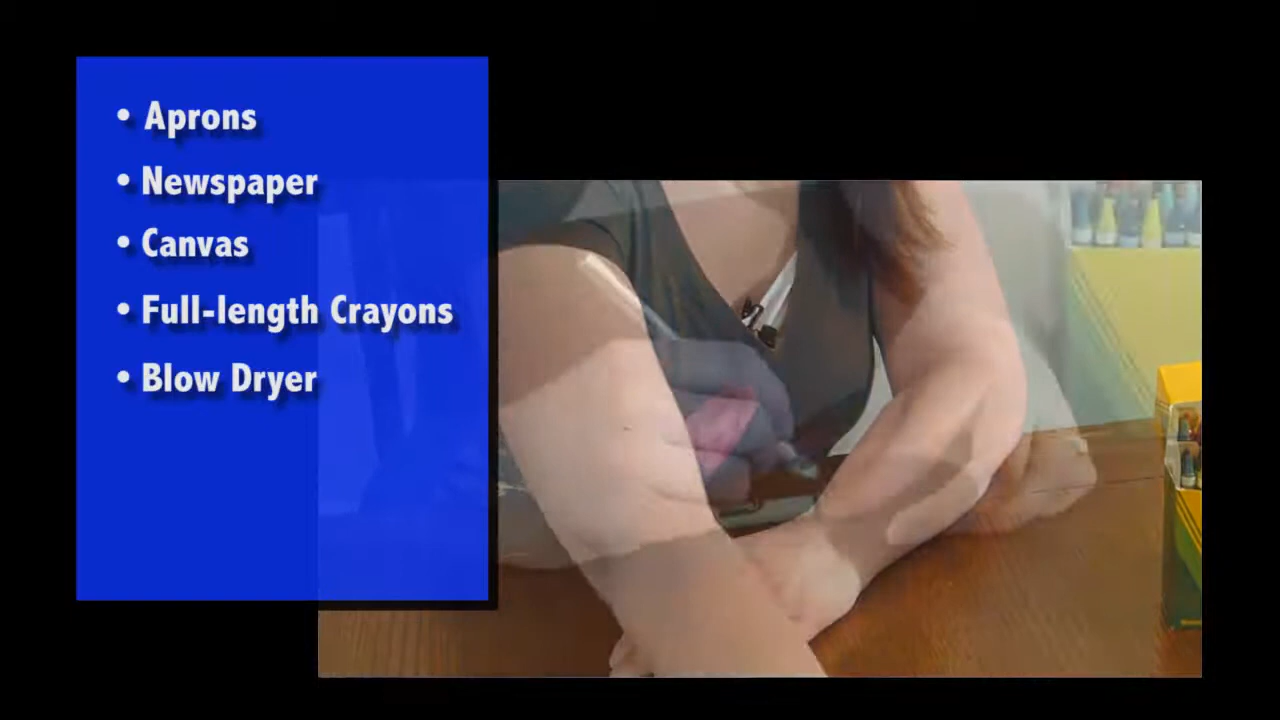 • Aprons
• Newspaper
• Canvas
• Full-length Crayons
• Blow Dryer